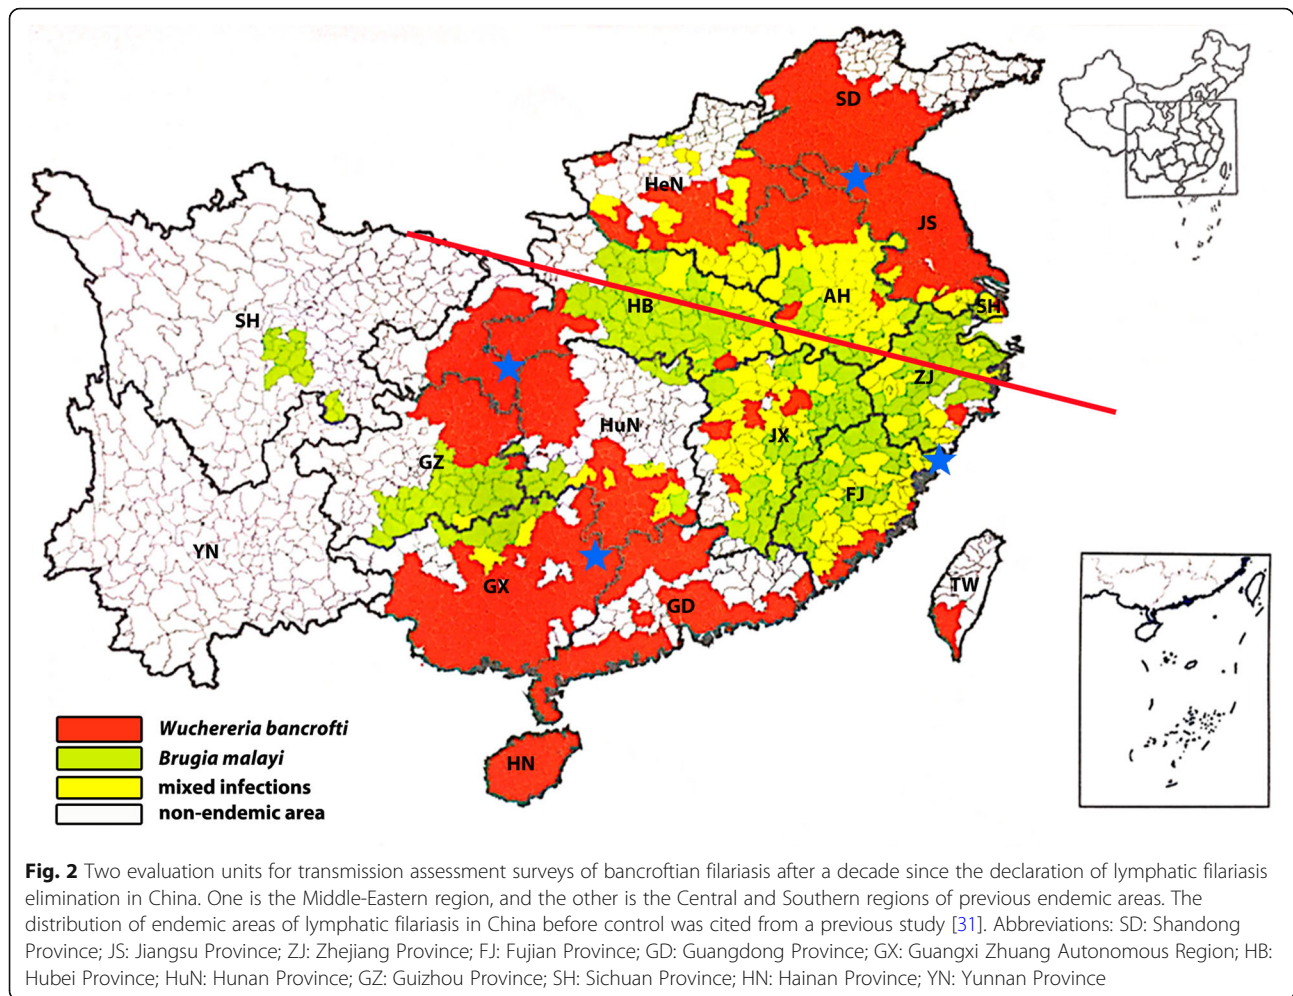 SD
HeN
JS
SH
HB
AH
SH
ZJ
HuN
JX
GZ
FJ
YN
GX
GD
TW
HN
Wuchereria bancrofti
Brugia malayi
mixed infections
non-endemic area
Fig. 2 Two evaluation units for transmission assessment surveys of bancroftian filariasis after a decade since the declaration of lymphatic filariasis
elimination in China. One is the Middle-Eastern region, and the other is the Central and Southern regions of previous endemic areas. The
distribution of endemic areas of lymphatic filariasis in China before control was cited from a previous study [31]. Abbreviations: SD: Shandong
Province; JS: Jiangsu Province; ZJ: Zhejiang Province; FJ: Fujian Province; GD: Guangdong Province; GX: Guangxi Zhuang Autonomous Region; HB:
Hubei Province; HuN: Hunan Province; GZ: Guizhou Province; SH: Sichuan Province; HN: Hainan Province; YN: Yunnan Province